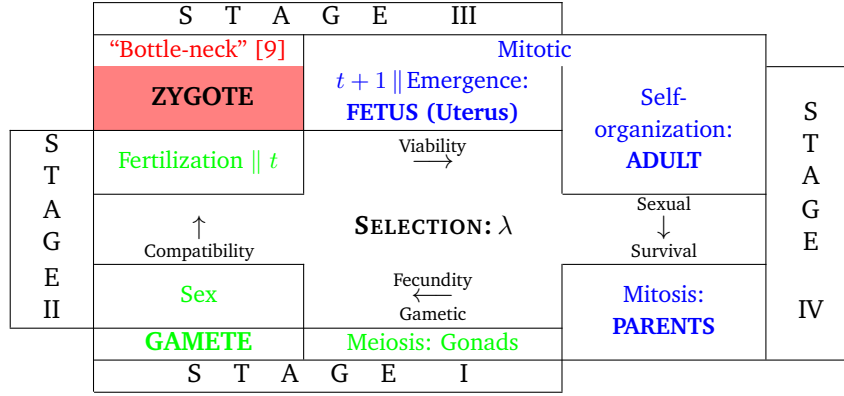 S T A G E III
“Bottle-neck” [9]
Mitotic
ZYGOTE
t + 1 ∥ Emergence:
FETUS (Uterus)
Self-
organization:
ADULT
S T A G E II
Fertilization ∥ t
Viability
→
S T A G E IV
↑
Compatibility
SELECTION: λ
Sexual
↓
Survival
Sex
Fecundity
←
Gametic
Mitosis:
PARENTS
GAMETE
Meiosis: Gonads
S T A G E I